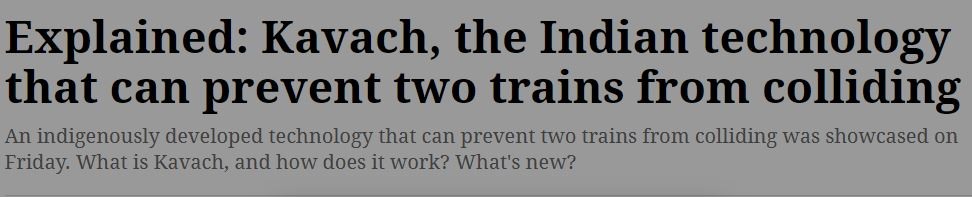 Explained: Kavach, the Indian technology
that can prevent two trains from colliding
An indigenously developed technology that can prevent two trains from colliding was showcased on
Friday. What is Kavach, and how does it work? What's new?